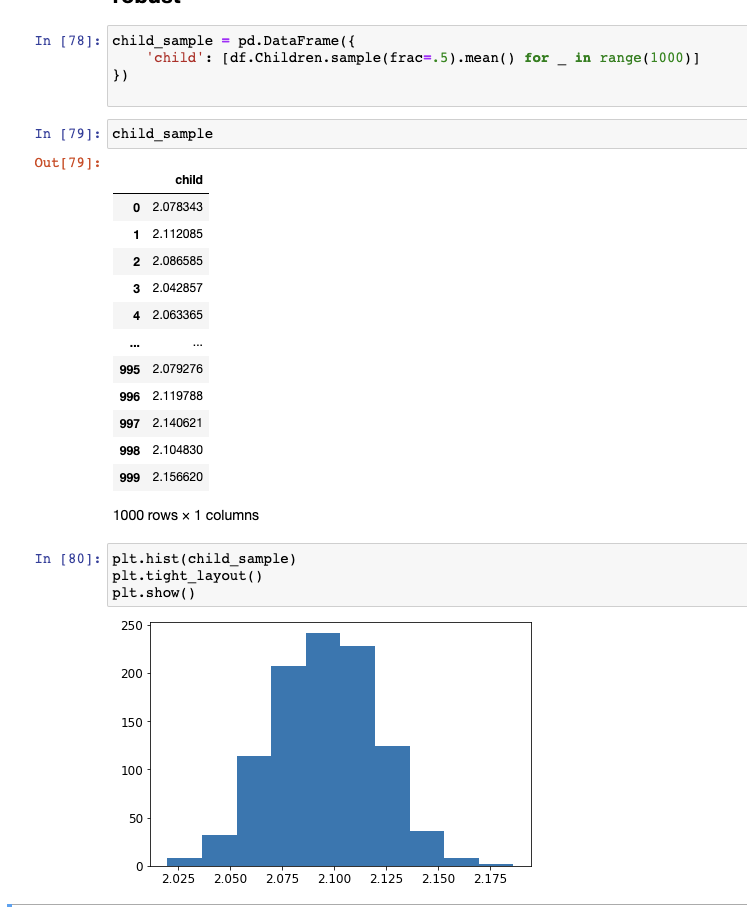 robust
In [78]: child_sample = pd.DataFrame({
'child': [df.Children.sample(frac=.5).mean() for _ in range(1000)]
})
In [79]: child_sample
Out[79]:
child
0 2.078343
1 2.112085
2 2.086585
3 2.042857
4 2.063365
... ...
995 2.079276
996 2.119788
997 2.140621
998 2.104830
999 2.156620
1000 rows × 1 columns
In [80]: plt.hist(child_sample)
plt.tight_layout()
plt.show()
250
200
150
100
50
0
2.025 2.050 2.075 2.100 2.125 2.150 2.175